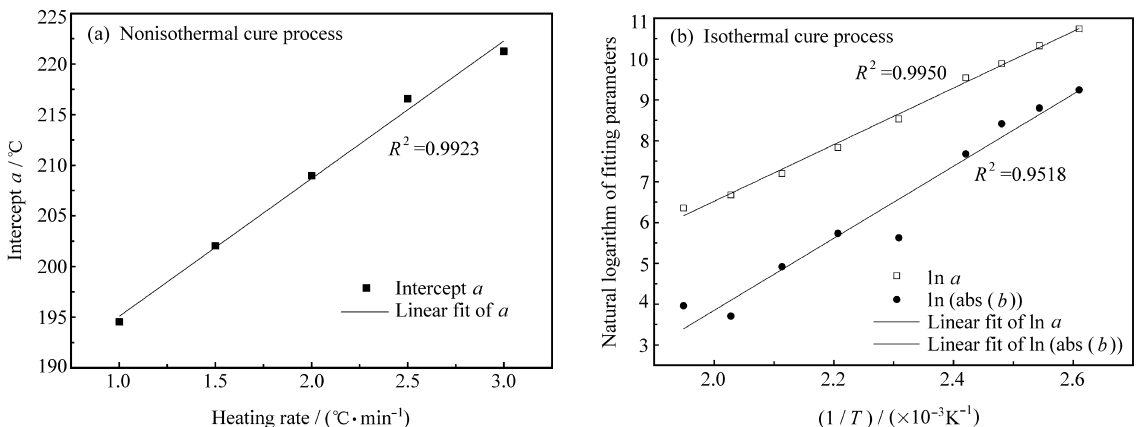 (a) Nonisothermal cure process
225
220
215
210
205
200
195
190
Intercept a / ℃
R² =0.9923
Intercept a
Linear fit of a
1.0 1.5 2.0 2.5 3.0
Heating rate / (℃·min⁻¹)
(b) Isothermal cure process
11
10
9
8
7
6
5
4
3
Natural logarithm of fitting parameters
R² =0.9950
R² =0.9518
ln a
ln (abs (b))
Linear fit of ln a
Linear fit of ln (abs (b))
2.0 2.2 2.4 2.6
(1 / T) / (×10⁻³K⁻¹)